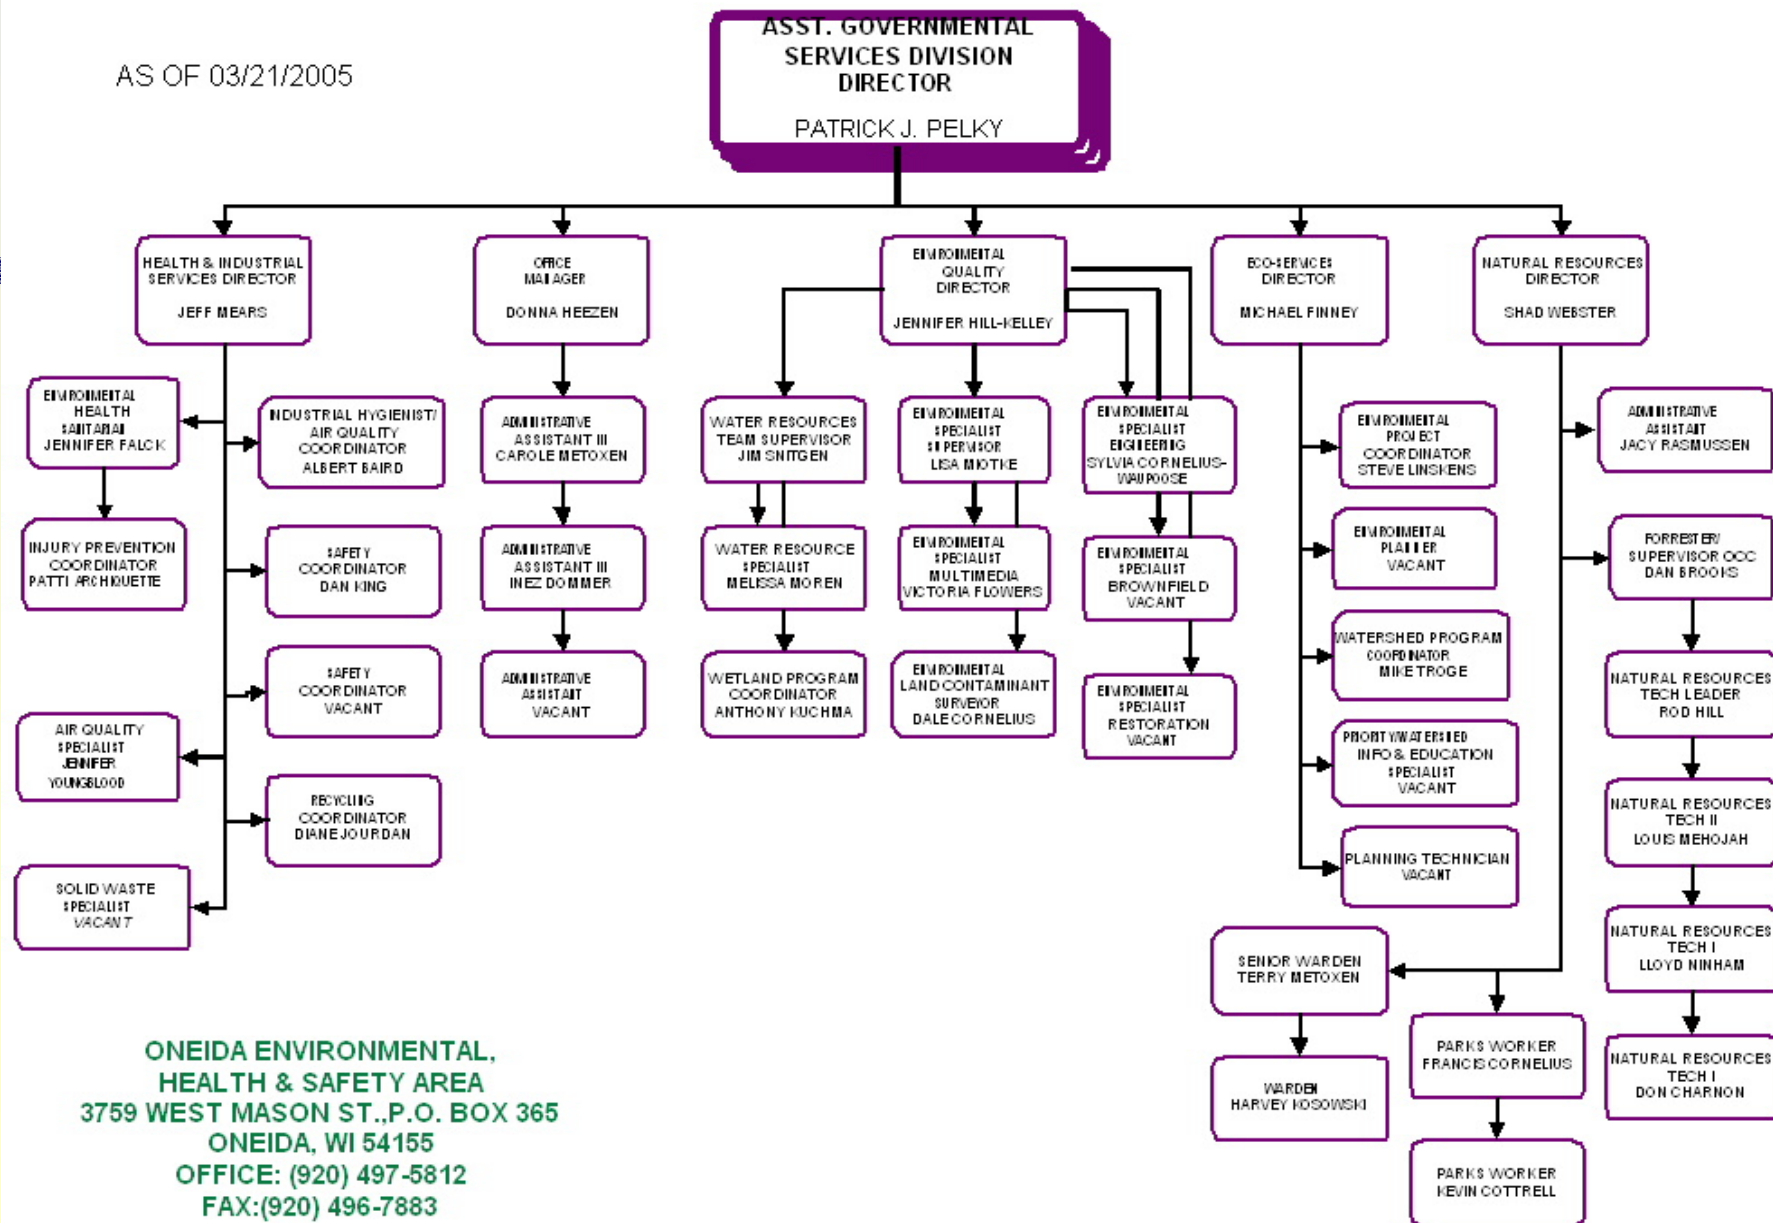 AS OF 03/21/2005
ASST. GOVERNMENTAL
SERVICES DIVISION
DIRECTOR
PATRICK J. PELKY
HEALTH & INDUSTRIAL
SERVICES DIRECTOR
JEFF MEARS
OFFICE
MANAGER
DONNA HEEZEN
ENVIRONMENTAL
QUALITY
DIRECTOR
JENNIFER HILL-KELLEY
ECO-SERVICES
DIRECTOR
MICHAEL FINNEY
NATURAL RESOURCES
DIRECTOR
SHAD WEBSTER
ENVIRONMENTAL
HEALTH
SANITARIAN
JENNIFER FALCK
INDUSTRIAL HYGIENIST/
AIR QUALITY
COORDINATOR
ALBERT BAIRD
INJURY PREVENTION
COORDINATOR
PATTI ARCHIQUETTE
SAFETY
COORDINATOR
DAN KING
SAFETY
COORDINATOR
VACANT
AIR QUALITY
SPECIALIST
JENNIFER
YOUNGBLOOD
RECYCLING
COORDINATOR
DIANE JOURDAN
SOLID WASTE
SPECIALIST
VACANT
ADMINISTRATIVE
ASSISTANT III
CAROLE METOXEN
ADMINISTRATIVE
ASSISTANT III
INEZ DOMMER
ADMINISTRATIVE
ASSISTANT
VACANT
WATER RESOURCES
TEAM SUPERVISOR
JIM SNITGEN
WATER RESOURCE
SPECIALIST
MELISSA MOREN
WETLAND PROGRAM
COORDINATOR
ANTHONY KUCHMA
ENVIRONMENTAL
SPECIALIST
SUPERVISOR
LISA MIOTKE
ENVIRONMENTAL
SPECIALIST
MULTIMEDIA
VICTORIA FLOWERS
ENVIRONMENTAL
LAND CONTAMINANT
SURVEYOR
DALE CORNELIUS
ENVIRONMENTAL
SPECIALIST
ENGINEERING
SYLVIA CORNELIUS-
WAUPOOSE
ENVIRONMENTAL
SPECIALIST
BROWNFIELD
VACANT
ENVIRONMENTAL
SPECIALIST
RESTORATION
VACANT
ENVIRONMENTAL
PROJECT
COORDINATOR
STEVE LINSKENS
ENVIRONMENTAL
PLANNER
VACANT
WATERSHED PROGRAM
COORDINATOR
MIKE TROGE
PRIORITY/WATERSHED
INFO & EDUCATION
SPECIALIST
VACANT
PLANNING TECHNICIAN
VACANT
ADMINISTRATIVE
ASSISTANT
JACY RASMUSSEN
FORRESTER/
SUPERVISOR OCC
DAN BROOKS
NATURAL RESOURCES
TECH LEADER
ROD HILL
NATURAL RESOURCES
TECH II
LOUIS MEHOJAH
NATURAL RESOURCES
TECH I
LLOYD NINHAM
NATURAL RESOURCES
TECH I
DON CHARNON
SENIOR WARDEN
TERRY METOXEN
WARDEN
HARVEY KOSOWSKI
PARKS WORKER
FRANCIS CORNELIUS
PARKS WORKER
KEVIN COTTRELL
ONEIDA ENVIRONMENTAL,
HEALTH & SAFETY AREA
3759 WEST MASON ST.,P.O. BOX 365
ONEIDA, WI 54155
OFFICE: (920) 497-5812
FAX:(920) 496-7883